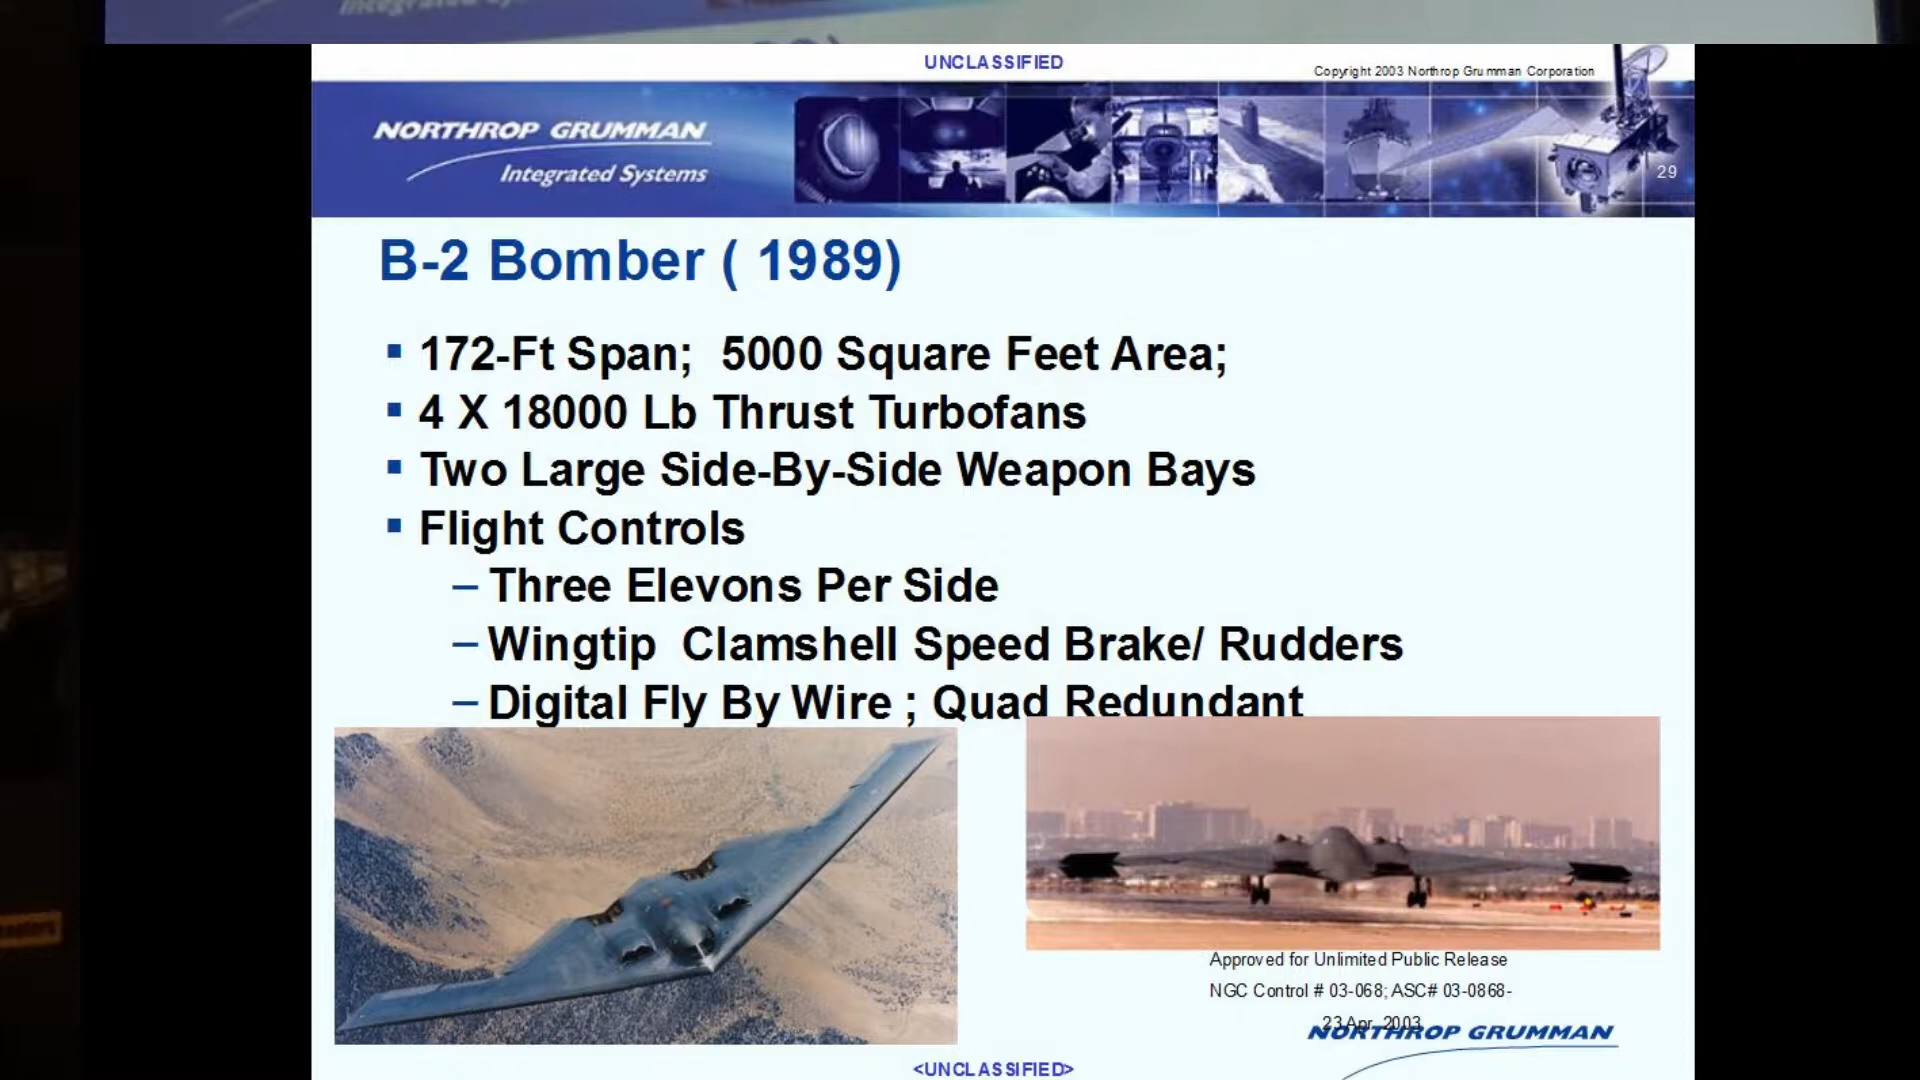 UNCLASSIFIED
Copyright 2003 Northrop Grumman Corporation
NORTHROP GRUMMAN
Integrated Systems
29
B-2 Bomber ( 1989)
▪ 172-Ft Span; 5000 Square Feet Area;
▪ 4 X 18000 Lb Thrust Turbofans
▪ Two Large Side-By-Side Weapon Bays
▪ Flight Controls
– Three Elevons Per Side
– Wingtip Clamshell Speed Brake/ Rudders
– Digital Fly By Wire ; Quad Redundant
Approved for Unlimited Public Release
NGC Control # 03-068; ASC# 03-0868-
23 Apr, 2003
NORTHROP GRUMMAN
<UNCLASSIFIED>